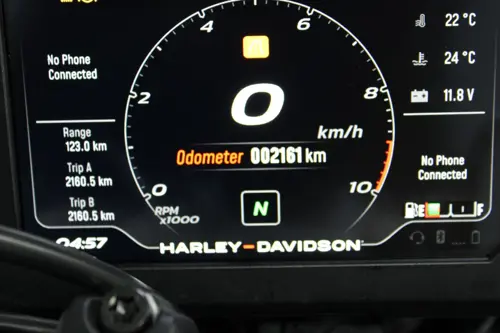 4 6
22 °C
No Phone
Connected
24 °C
2 0 8
11.8 V
km/h
Range
123.0 km
Odometer 002161 km
Trip A
2160.5 km
No Phone
Connected
Trip B
2160.5 km
0 10
RPM
x1000
N
E F
04:57
HARLEY-DAVIDSON